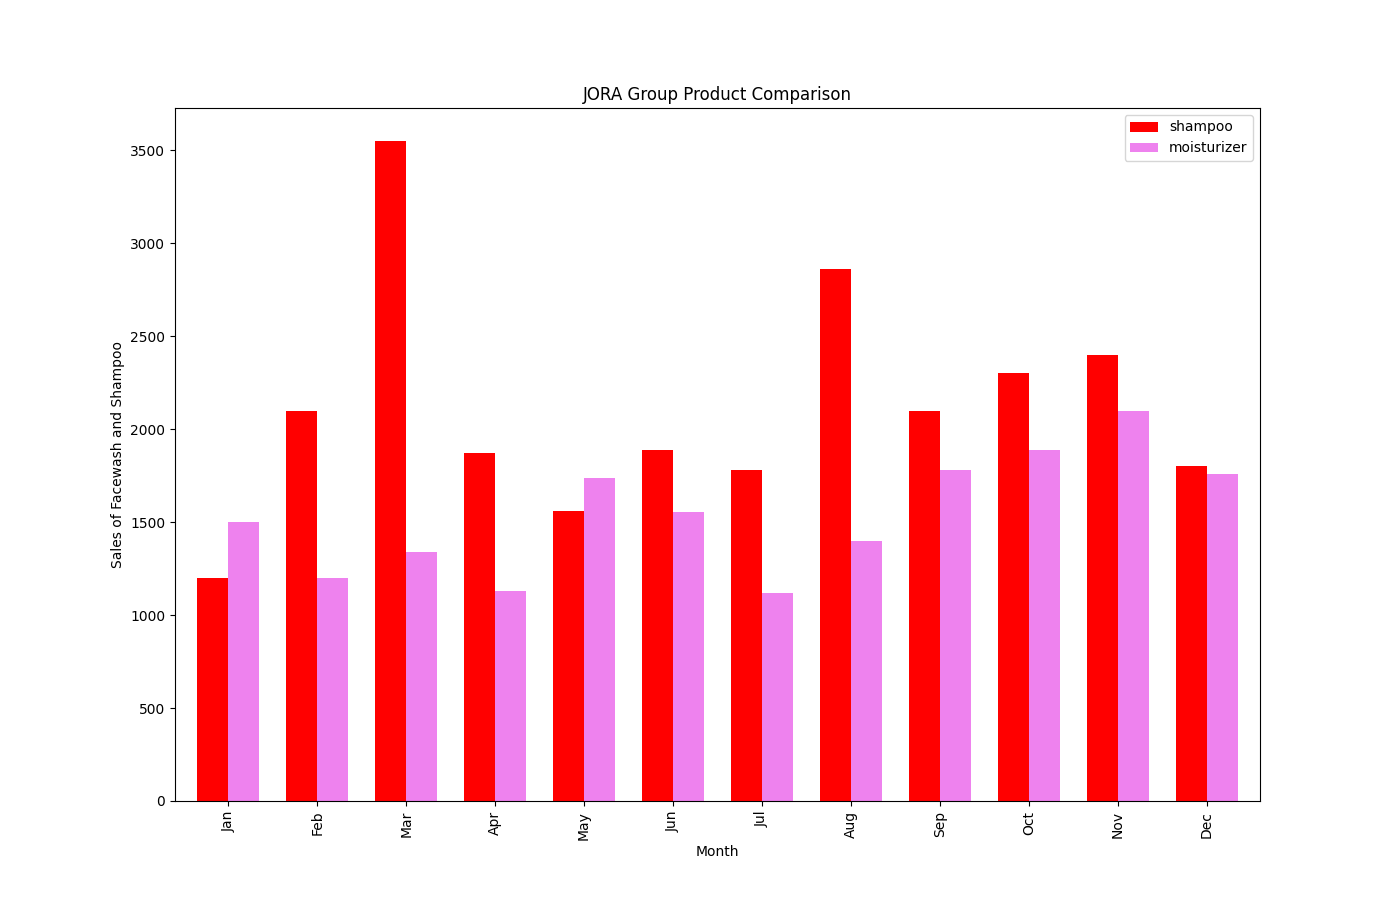 JORA Group Product Comparison
shampoo
moisturizer
Sales of Facewash and Shampoo
3500
3000
2500
2000
1500
1000
500
0
Jan
Feb
Mar
Apr
May
Jun
Jul
Aug
Sep
Oct
Nov
Dec
Month